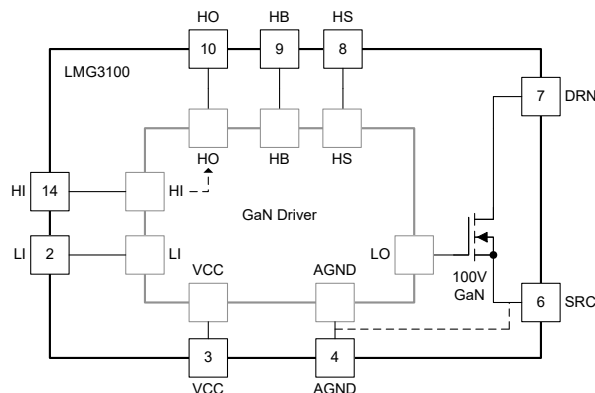 HO HB HS
10 9 8
LMG3100
7 DRN
HO HB HS
14
HI
HI
GaN Driver
LI
2
LI
LO
VCC AGND
100V
GaN
6 SRC
3 4
VCC AGND